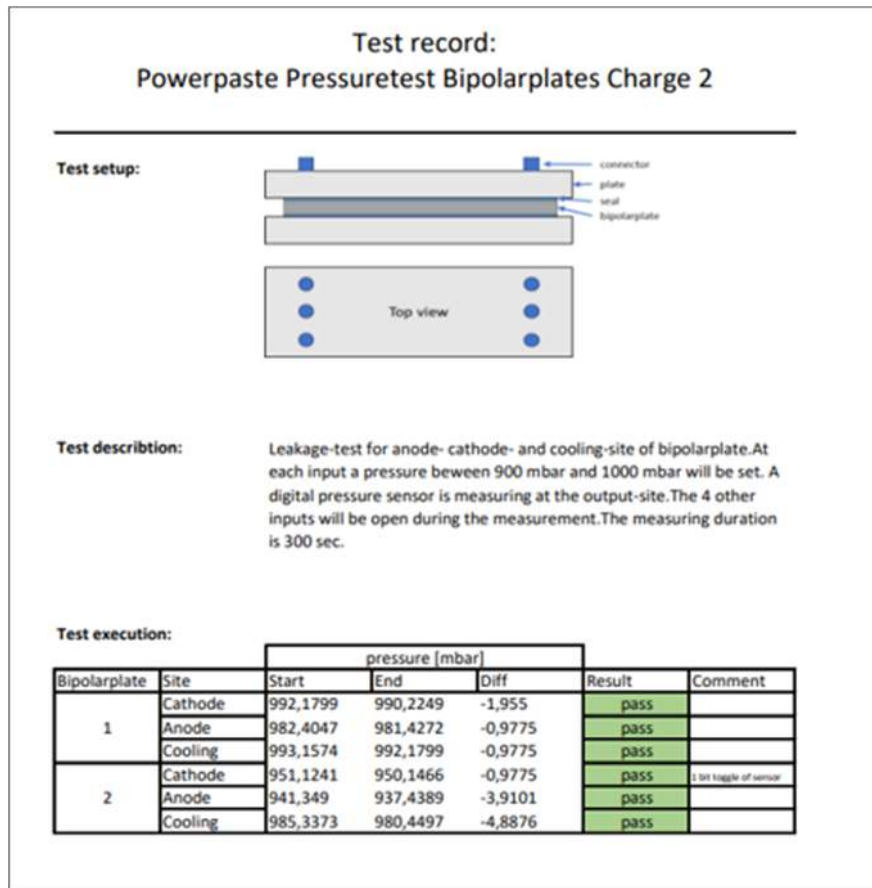 Test record:
Powerpaste Pressuretest Bipolarplates Charge 2
Test setup:
connector
plate
seal
bipolarplate
Top view
Test describtion:
Leakage-test for anode- cathode- and cooling-site of bipolarplate.At
each input a pressure beween 900 mbar and 1000 mbar will be set. A
digital pressure sensor is measuring at the output-site.The 4 other
inputs will be open during the measurement.The measuring duration
is 300 sec.
Test execution:
pressure [mbar]
Bipolarplate Site Start End Diff Result Comment
Cathode 992,1799 990,2249 -1,955 pass
1 Anode 982,4047 981,4272 -0,9775 pass
Cooling 993,1574 992,1799 -0,9775 pass
Cathode 951,1241 950,1466 -0,9775 pass 1 bit toggle of sensor
2 Anode 941,349 937,4389 -3,9101 pass
Cooling 985,3373 980,4497 -4,8876 pass